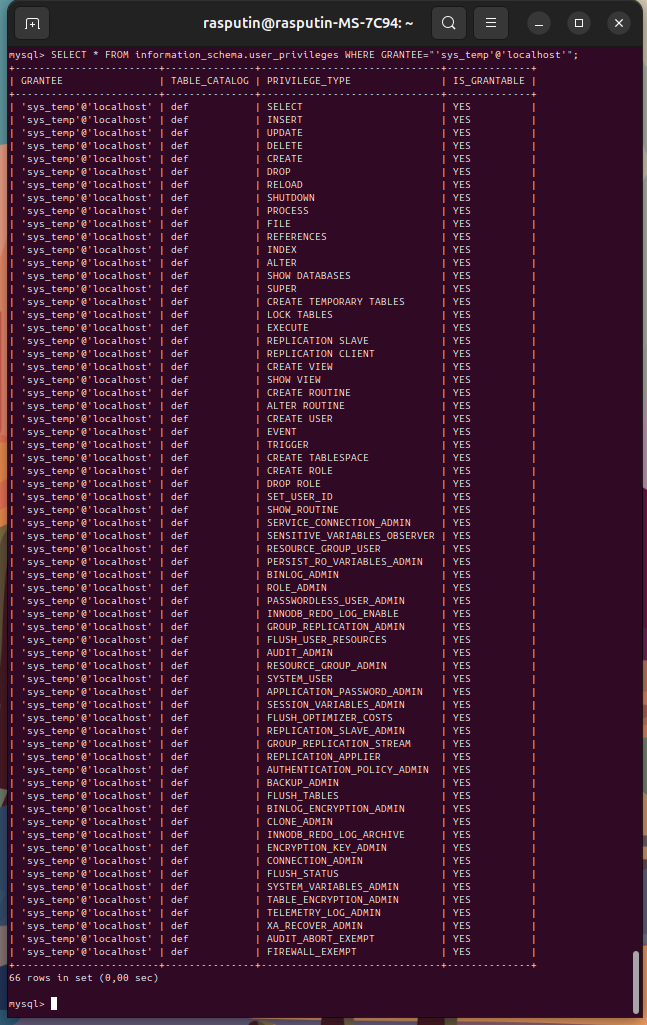 rasputin@rasputin-MS-7C94: ~
mysql> SELECT * FROM information_schema.user_privileges WHERE GRANTEE="'sys_temp'@'localhost'";
+------------------------+---------------+------------------------------+--------------+
| GRANTEE                | TABLE_CATALOG | PRIVILEGE_TYPE               | IS_GRANTABLE |
+------------------------+---------------+------------------------------+--------------+
| 'sys_temp'@'localhost' | def           | SELECT                       | YES          |
| 'sys_temp'@'localhost' | def           | INSERT                       | YES          |
| 'sys_temp'@'localhost' | def           | UPDATE                       | YES          |
| 'sys_temp'@'localhost' | def           | DELETE                       | YES          |
| 'sys_temp'@'localhost' | def           | CREATE                       | YES          |
| 'sys_temp'@'localhost' | def           | DROP                         | YES          |
| 'sys_temp'@'localhost' | def           | RELOAD                       | YES          |
| 'sys_temp'@'localhost' | def           | SHUTDOWN                     | YES          |
| 'sys_temp'@'localhost' | def           | PROCESS                      | YES          |
| 'sys_temp'@'localhost' | def           | FILE                         | YES          |
| 'sys_temp'@'localhost' | def           | REFERENCES                   | YES          |
| 'sys_temp'@'localhost' | def           | INDEX                        | YES          |
| 'sys_temp'@'localhost' | def           | ALTER                        | YES          |
| 'sys_temp'@'localhost' | def           | SHOW DATABASES               | YES          |
| 'sys_temp'@'localhost' | def           | SUPER                        | YES          |
| 'sys_temp'@'localhost' | def           | CREATE TEMPORARY TABLES      | YES          |
| 'sys_temp'@'localhost' | def           | LOCK TABLES                  | YES          |
| 'sys_temp'@'localhost' | def           | EXECUTE                      | YES          |
| 'sys_temp'@'localhost' | def           | REPLICATION SLAVE            | YES          |
| 'sys_temp'@'localhost' | def           | REPLICATION CLIENT           | YES          |
| 'sys_temp'@'localhost' | def           | CREATE VIEW                  | YES          |
| 'sys_temp'@'localhost' | def           | SHOW VIEW                    | YES          |
| 'sys_temp'@'localhost' | def           | CREATE ROUTINE               | YES          |
| 'sys_temp'@'localhost' | def           | ALTER ROUTINE                | YES          |
| 'sys_temp'@'localhost' | def           | CREATE USER                  | YES          |
| 'sys_temp'@'localhost' | def           | EVENT                        | YES          |
| 'sys_temp'@'localhost' | def           | TRIGGER                      | YES          |
| 'sys_temp'@'localhost' | def           | CREATE TABLESPACE            | YES          |
| 'sys_temp'@'localhost' | def           | CREATE ROLE                  | YES          |
| 'sys_temp'@'localhost' | def           | DROP ROLE                    | YES          |
| 'sys_temp'@'localhost' | def           | SET_USER_ID                  | YES          |
| 'sys_temp'@'localhost' | def           | SHOW_ROUTINE                 | YES          |
| 'sys_temp'@'localhost' | def           | SERVICE_CONNECTION_ADMIN     | YES          |
| 'sys_temp'@'localhost' | def           | SENSITIVE_VARIABLES_OBSERVER | YES          |
| 'sys_temp'@'localhost' | def           | RESOURCE_GROUP_USER          | YES          |
| 'sys_temp'@'localhost' | def           | PERSIST_RO_VARIABLES_ADMIN   | YES          |
| 'sys_temp'@'localhost' | def           | BINLOG_ADMIN                 | YES          |
| 'sys_temp'@'localhost' | def           | ROLE_ADMIN                   | YES          |
| 'sys_temp'@'localhost' | def           | PASSWORDLESS_USER_ADMIN      | YES          |
| 'sys_temp'@'localhost' | def           | INNODB_REDO_LOG_ENABLE       | YES          |
| 'sys_temp'@'localhost' | def           | GROUP_REPLICATION_ADMIN      | YES          |
| 'sys_temp'@'localhost' | def           | FLUSH_USER_RESOURCES         | YES          |
| 'sys_temp'@'localhost' | def           | AUDIT_ADMIN                  | YES          |
| 'sys_temp'@'localhost' | def           | RESOURCE_GROUP_ADMIN         | YES          |
| 'sys_temp'@'localhost' | def           | SYSTEM_USER                  | YES          |
| 'sys_temp'@'localhost' | def           | APPLICATION_PASSWORD_ADMIN   | YES          |
| 'sys_temp'@'localhost' | def           | SESSION_VARIABLES_ADMIN      | YES          |
| 'sys_temp'@'localhost' | def           | FLUSH_OPTIMIZER_COSTS        | YES          |
| 'sys_temp'@'localhost' | def           | REPLICATION_SLAVE_ADMIN      | YES          |
| 'sys_temp'@'localhost' | def           | GROUP_REPLICATION_STREAM     | YES          |
| 'sys_temp'@'localhost' | def           | REPLICATION_APPLIER          | YES          |
| 'sys_temp'@'localhost' | def           | AUTHENTICATION_POLICY_ADMIN  | YES          |
| 'sys_temp'@'localhost' | def           | BACKUP_ADMIN                 | YES          |
| 'sys_temp'@'localhost' | def           | FLUSH_TABLES                 | YES          |
| 'sys_temp'@'localhost' | def           | BINLOG_ENCRYPTION_ADMIN      | YES          |
| 'sys_temp'@'localhost' | def           | CLONE_ADMIN                  | YES          |
| 'sys_temp'@'localhost' | def           | INNODB_REDO_LOG_ARCHIVE      | YES          |
| 'sys_temp'@'localhost' | def           | ENCRYPTION_KEY_ADMIN         | YES          |
| 'sys_temp'@'localhost' | def           | CONNECTION_ADMIN             | YES          |
| 'sys_temp'@'localhost' | def           | FLUSH_STATUS                 | YES          |
| 'sys_temp'@'localhost' | def           | SYSTEM_VARIABLES_ADMIN       | YES          |
| 'sys_temp'@'localhost' | def           | TABLE_ENCRYPTION_ADMIN       | YES          |
| 'sys_temp'@'localhost' | def           | TELEMETRY_LOG_ADMIN          | YES          |
| 'sys_temp'@'localhost' | def           | XA_RECOVER_ADMIN             | YES          |
| 'sys_temp'@'localhost' | def           | AUDIT_ABORT_EXEMPT           | YES          |
| 'sys_temp'@'localhost' | def           | FIREWALL_EXEMPT              | YES          |
+------------------------+---------------+------------------------------+--------------+
66 rows in set (0,00 sec)
mysql>